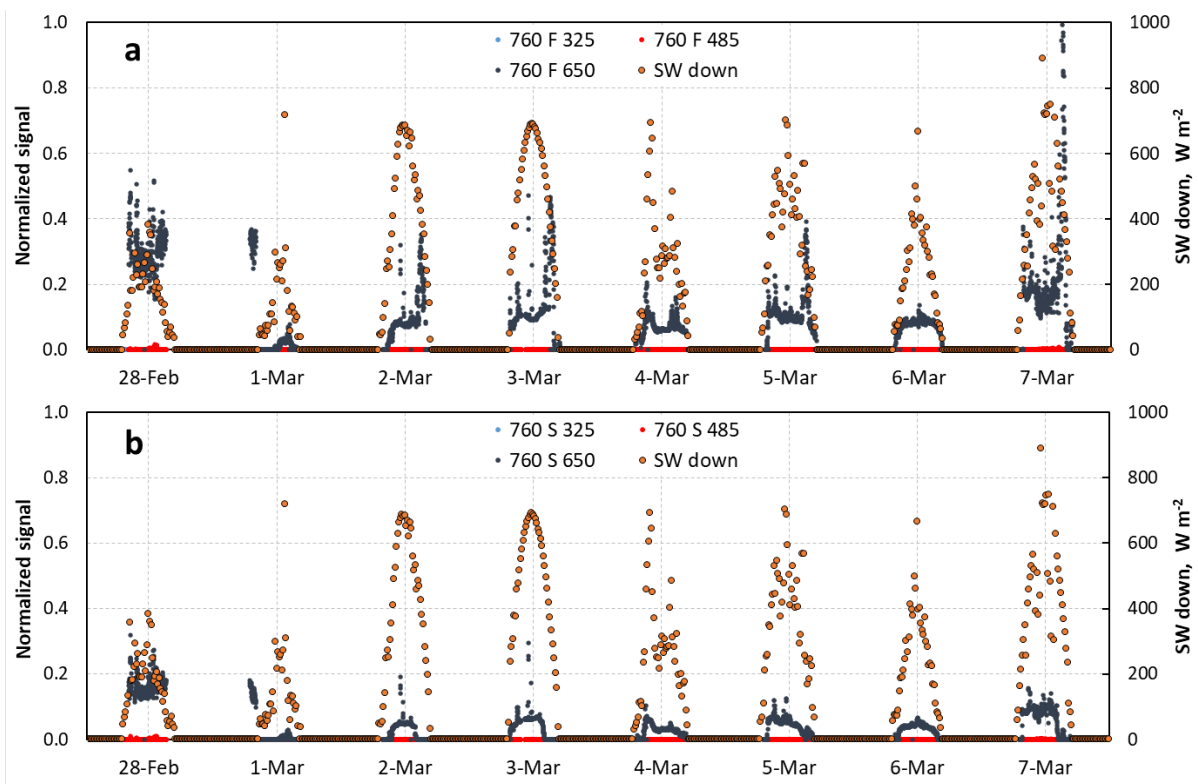 a
760 F 325 760 F 485
760 F 650 SW down
1.0
0.8
0.6
0.4
0.2
0.0
Normalized signal
1000
800
600
400
200
0
SW down, W m-2
28-Feb 1-Mar 2-Mar 3-Mar 4-Mar 5-Mar 6-Mar 7-Mar
b
760 S 325 760 S 485
760 S 650 SW down
1.0
0.8
0.6
0.4
0.2
0.0
Normalized signal
1000
800
600
400
200
0
SW down, W m-2
28-Feb 1-Mar 2-Mar 3-Mar 4-Mar 5-Mar 6-Mar 7-Mar